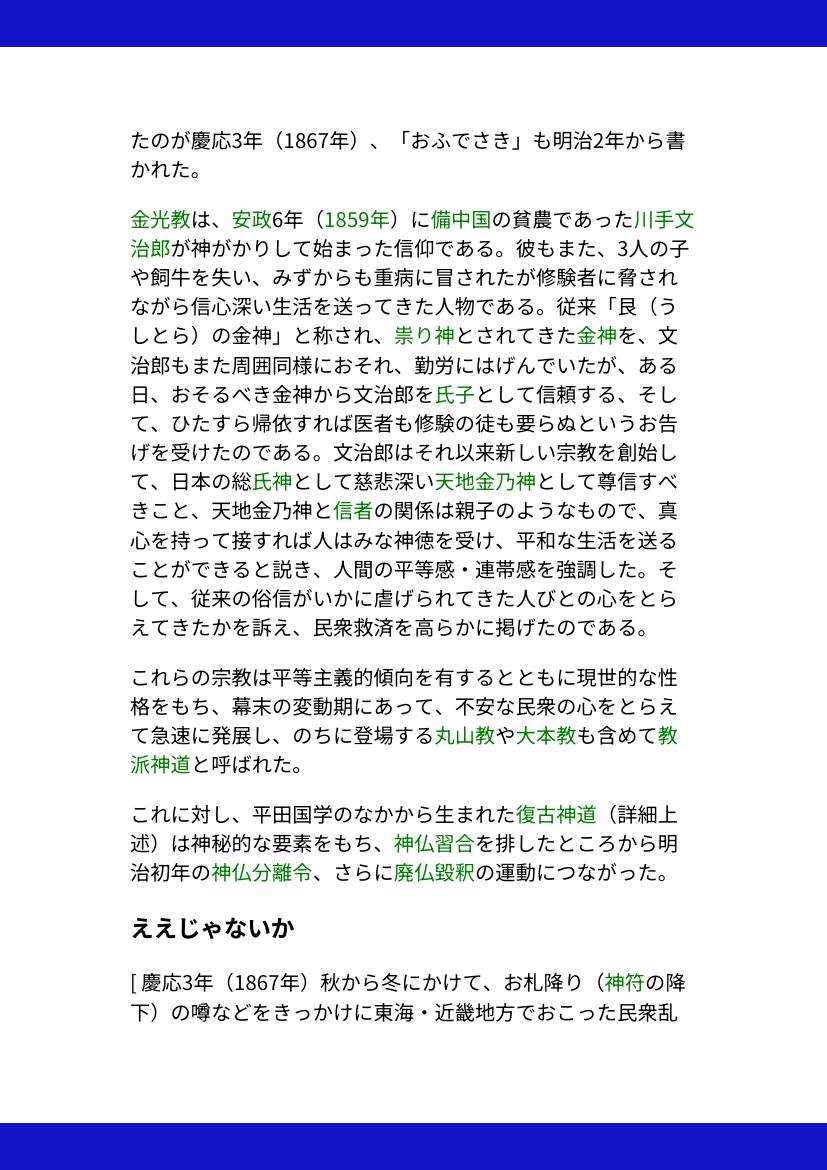 たのが慶応3年（1867年）、「おふでさき」も明治2年から書
かれた。
金光教は、安政6年（1859年）に備中国の貧農であった川手文
治郎が神がかりして始まった信仰である。彼もまた、3人の子
や飼牛を失い、みずからも重病に冒されたが修験者に脅され
ながら信心深い生活を送ってきた人物である。従来「艮（う
しとら）の金神」と称され、祟り神とされてきた金神を、文
治郎もまた周囲同様におそれ、勤労にはげんでいたが、ある
日、おそるべき金神から文治郎を氏子として信頼する、そし
て、ひたすら帰依すれば医者も修験の徒も要らぬというお告
げを受けたのである。文治郎はそれ以来新しい宗教を創始し
て、日本の総氏神として慈悲深い天地金乃神として尊信すべ
きこと、天地金乃神と信者の関係は親子のようなもので、真
心を持って接すれば人はみな神徳を受け、平和な生活を送る
ことができると説き、人間の平等感・連帯感を強調した。そ
して、従来の俗信がいかに虐げられてきた人びとの心をとら
えてきたかを訴え、民衆救済を高らかに掲げたのである。
これらの宗教は平等主義的傾向を有するとともに現世的な性
格をもち、幕末の変動期にあって、不安な民衆の心をとらえ
て急速に発展し、のちに登場する丸山教や大本教も含めて教
派神道と呼ばれた。
これに対し、平田国学のなかから生まれた復古神道（詳細上
述）は神秘的な要素をもち、神仏習合を排したところから明
治初年の神仏分離令、さらに廃仏毀釈の運動につながった。
ええじゃないか
[ 慶応3年（1867年）秋から冬にかけて、お札降り（神符の降
下）の噂などをきっかけに東海・近畿地方でおこった民衆乱